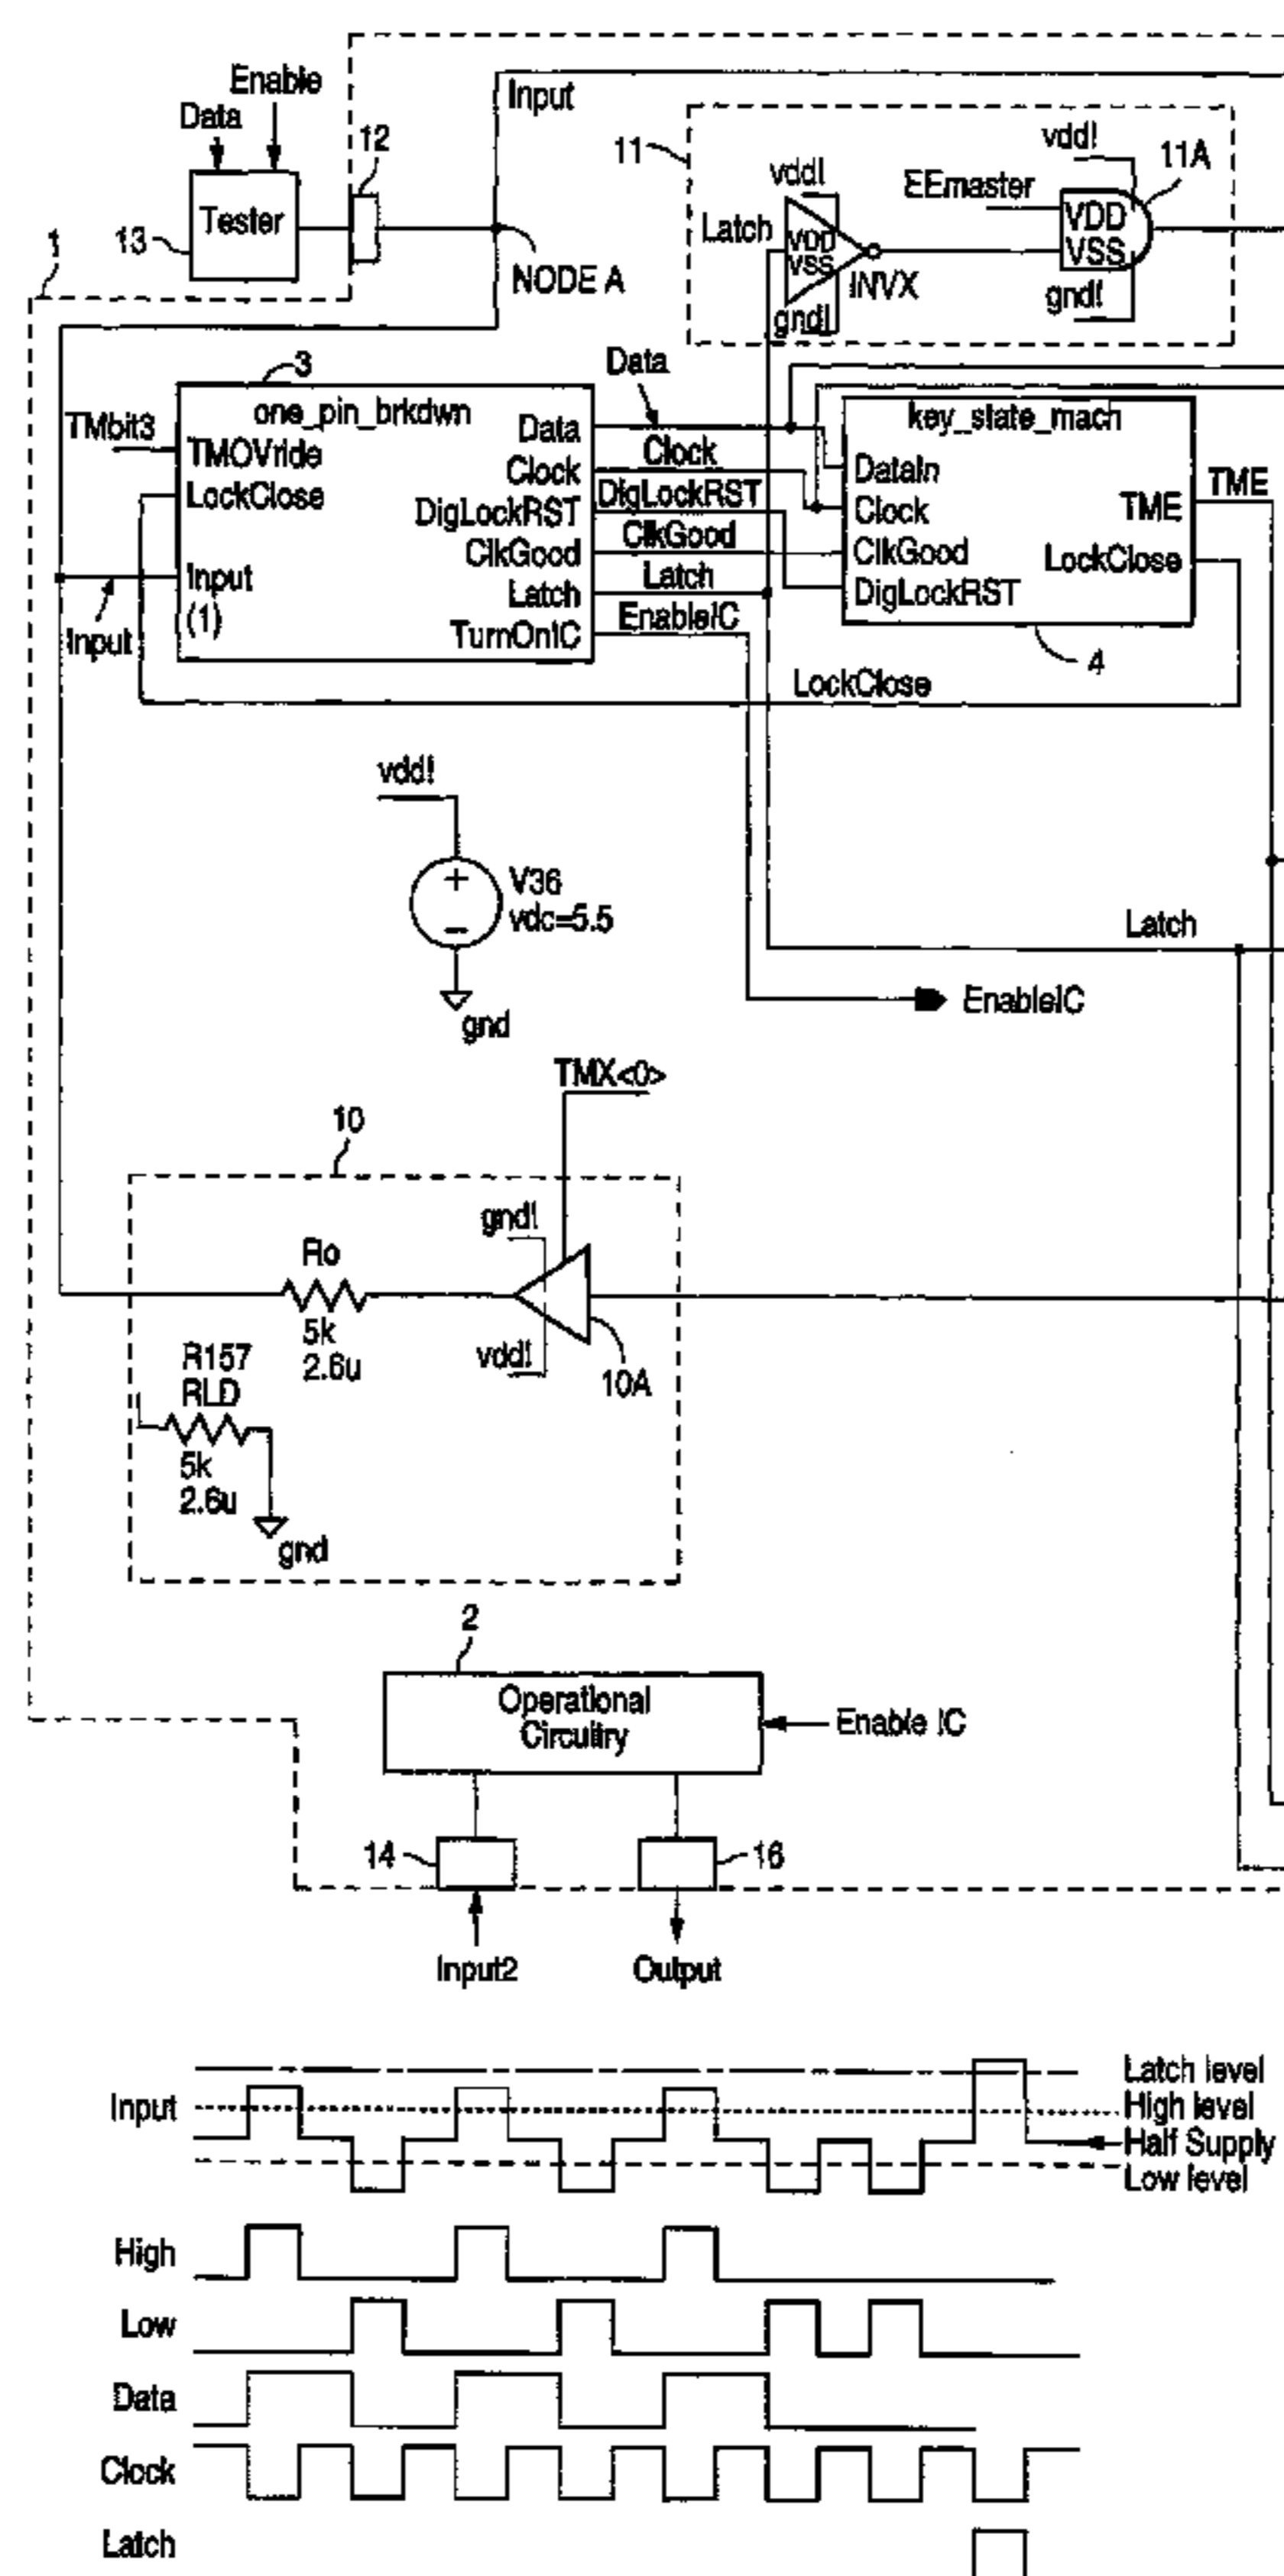 Enable
Data
Input
12
11
vdd!
11A
vdd!
EEmaster
Tester
Latch
VDD
VSS
VDD
VSS
13
1
NODE A
INVX
gnd!
gnd!
3
Data
one_pin_brkdwn
key_state_mach
TMbit3
TMOVride
Data
Clock
DataIn
LockClose
Clock
DigLockRST
Clock
TME
TME
DigLockRST
ClkGood
ClkGood
ClkGood
LockClose
Input
(1)
Latch
Latch
DigLockRST
Input
TurnOnIC
EnableIC
4
LockClose
vdd!
+
V36
vdc=5.5
−
Latch
EnableIC
gnd
TMX<0>
10
gnd!
Ro
5k
2.6u
vdd!
10A
R157
RLD
5k
2.6u
gnd
2
Operational
Circuitry
Enable IC
14
16
Input2
Output
Latch level
Input
High level
Half Supply
Low level
High
Low
Data
Clock
Latch